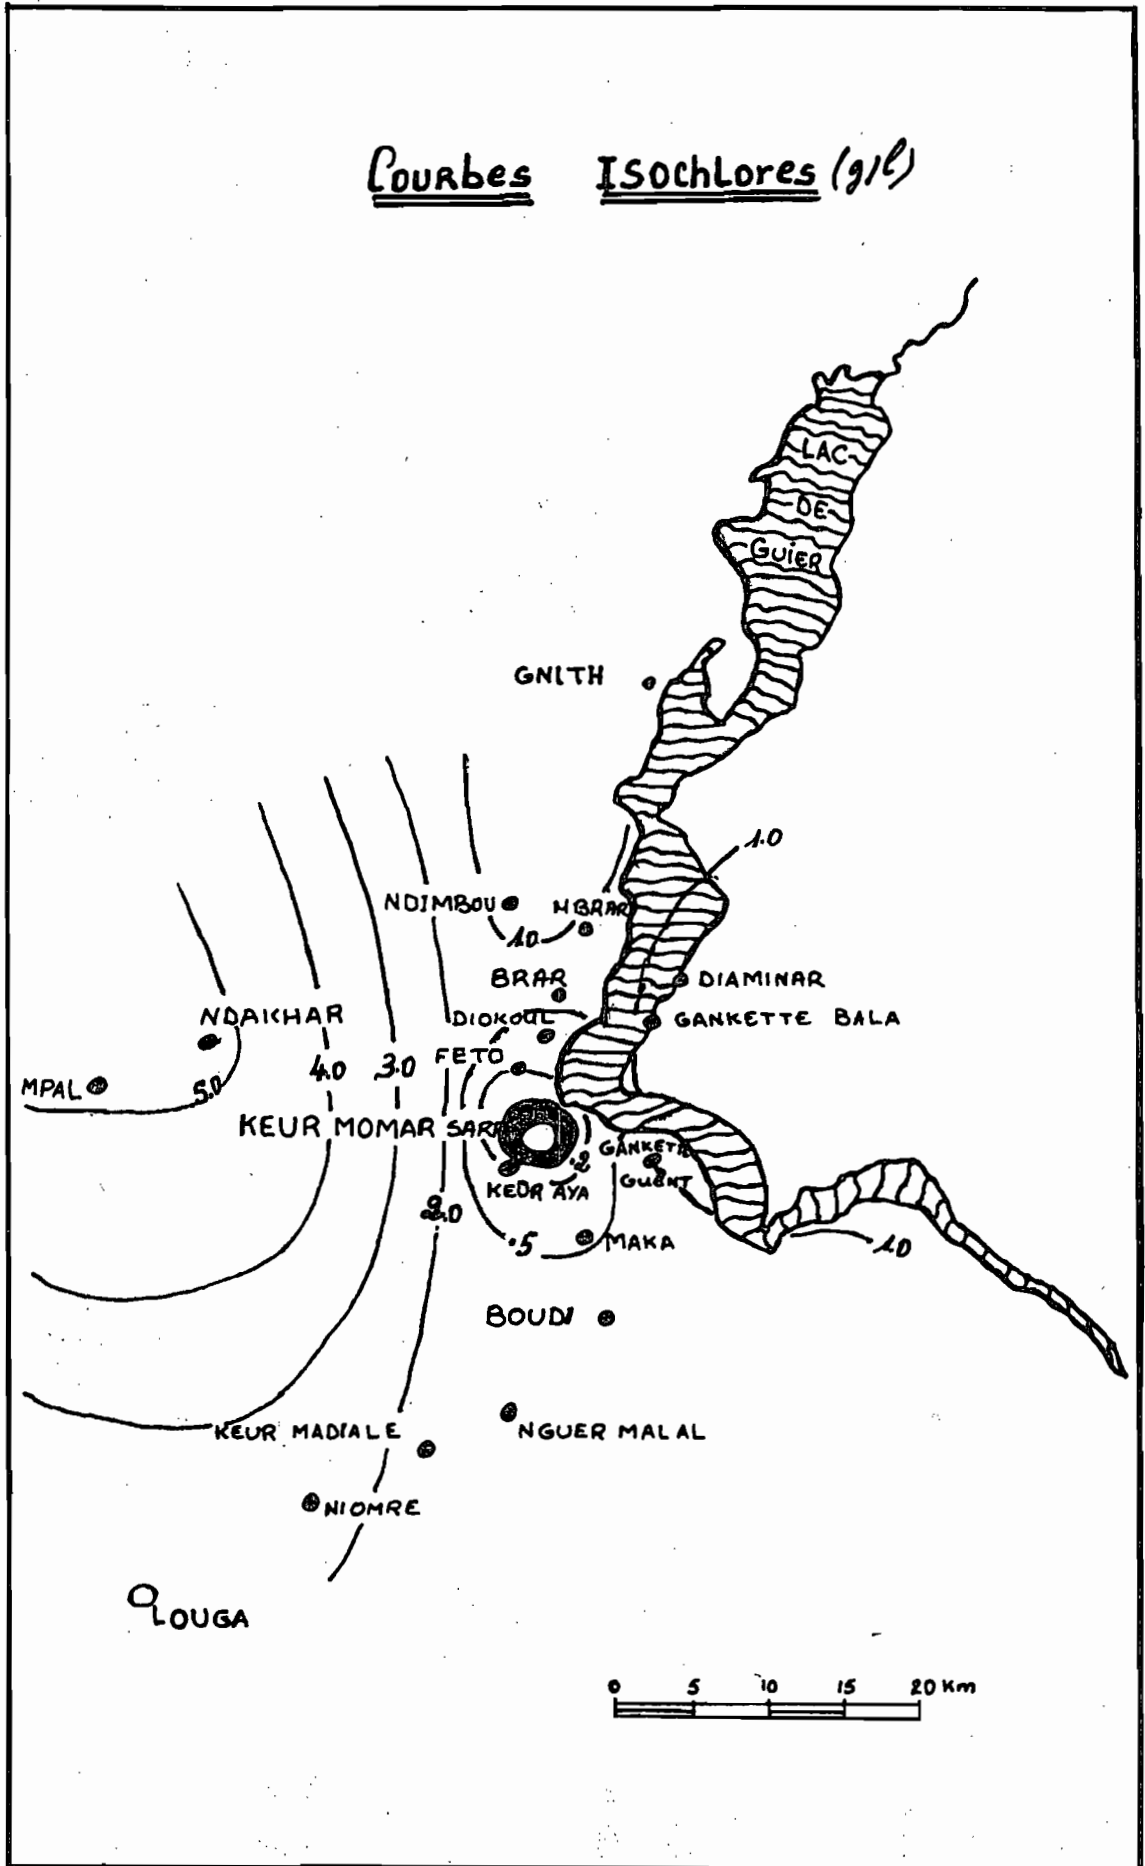 Courbes Isochlores (g/l)
LAC
DE
GUIER
GNITH
1.0
NDIMBOU
MBRAR
1.0
BRAR
DIAMINAR
NDAKHAR
DIOKOUL
GANKETTE BALA
FETO
4.0
3.0
MPAL
5.0
KEUR MOMAR SARR
GANKETTE
.2
GUENT
KEUR AYA
2.0
.5
MAKA
1.0
BOUDI
KEUR MADIALE
NGUER MALAL
NIOMRE
LOUGA
0 5 10 15 20 Km